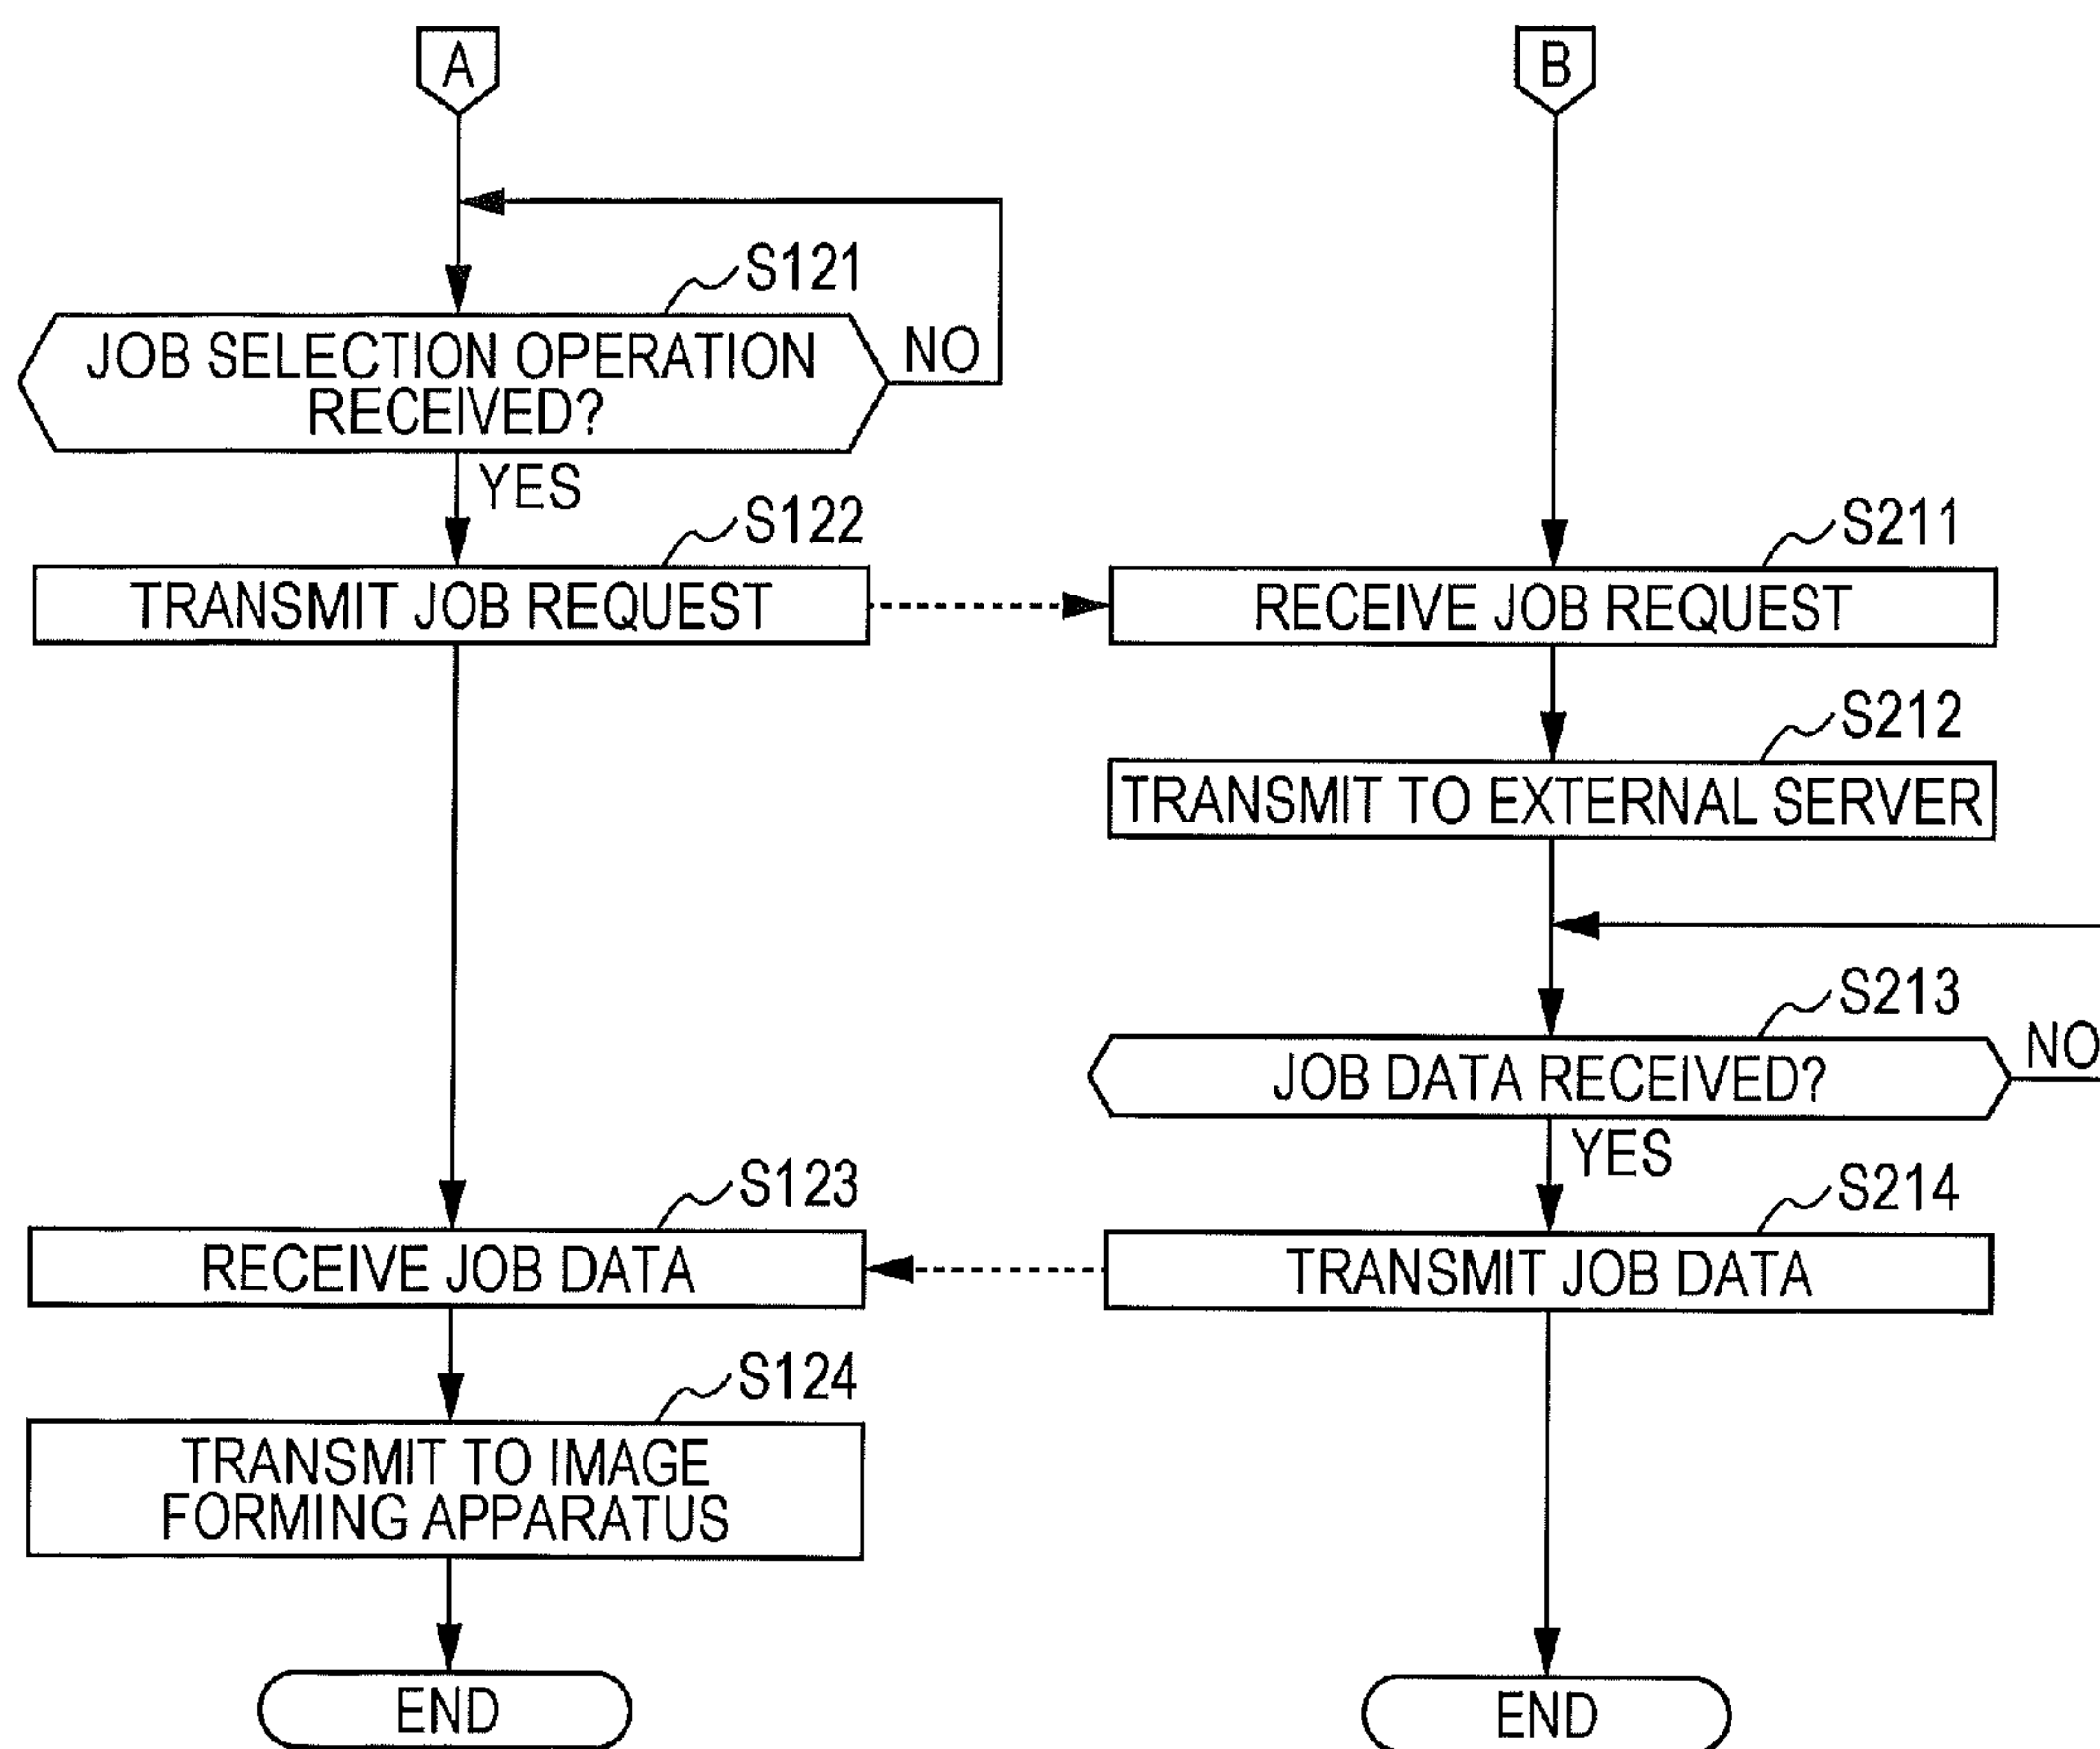 A
S121
JOB SELECTION OPERATION
RECEIVED?
NO
YES
S122
TRANSMIT JOB REQUEST
S123
RECEIVE JOB DATA
S124
TRANSMIT TO IMAGE
FORMING APPARATUS
END
B
S211
RECEIVE JOB REQUEST
S212
TRANSMIT TO EXTERNAL SERVER
S213
JOB DATA RECEIVED?
NO
YES
S214
TRANSMIT JOB DATA
END